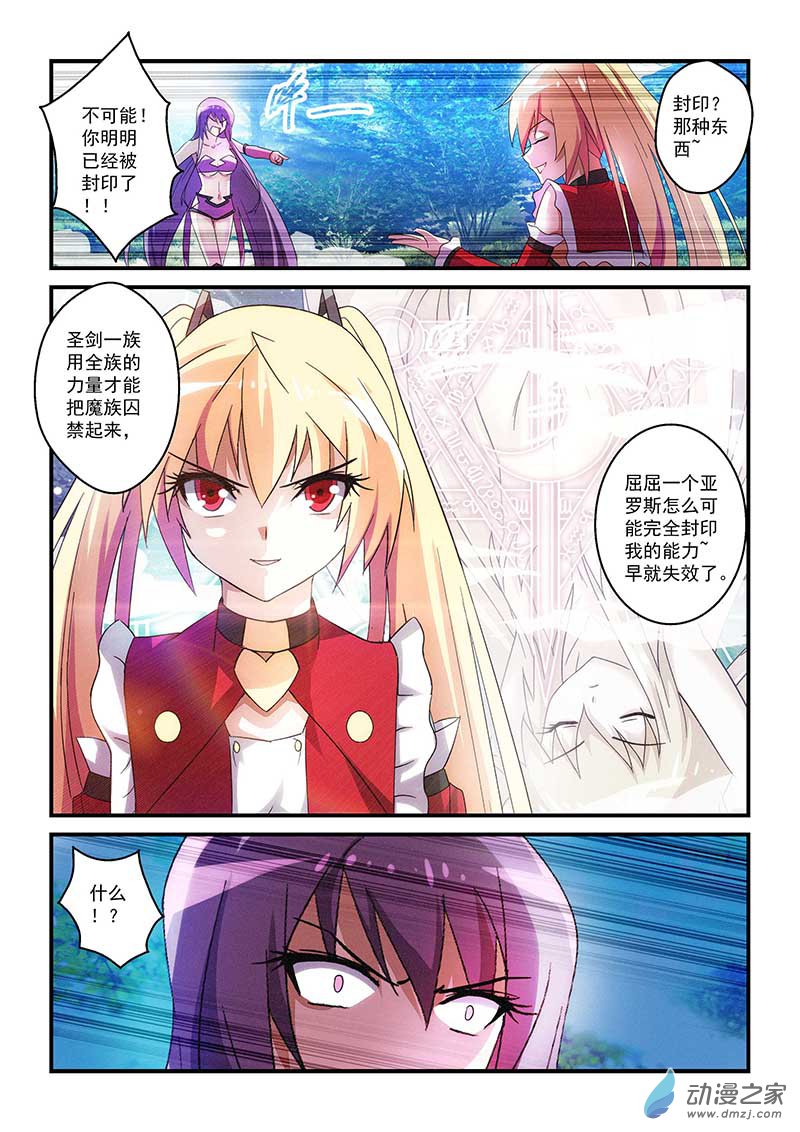 不可能！
你明明
已经被
封印了
！！
哗——
封印？
那种东
西~
圣剑一族
用全族的
力量才能
把魔族囚
禁起来，
屈屈一个亚
罗斯怎么可
能完全封印
我的能力~
早就失效了。
什么
！？
动漫之家
www.dmzj.com